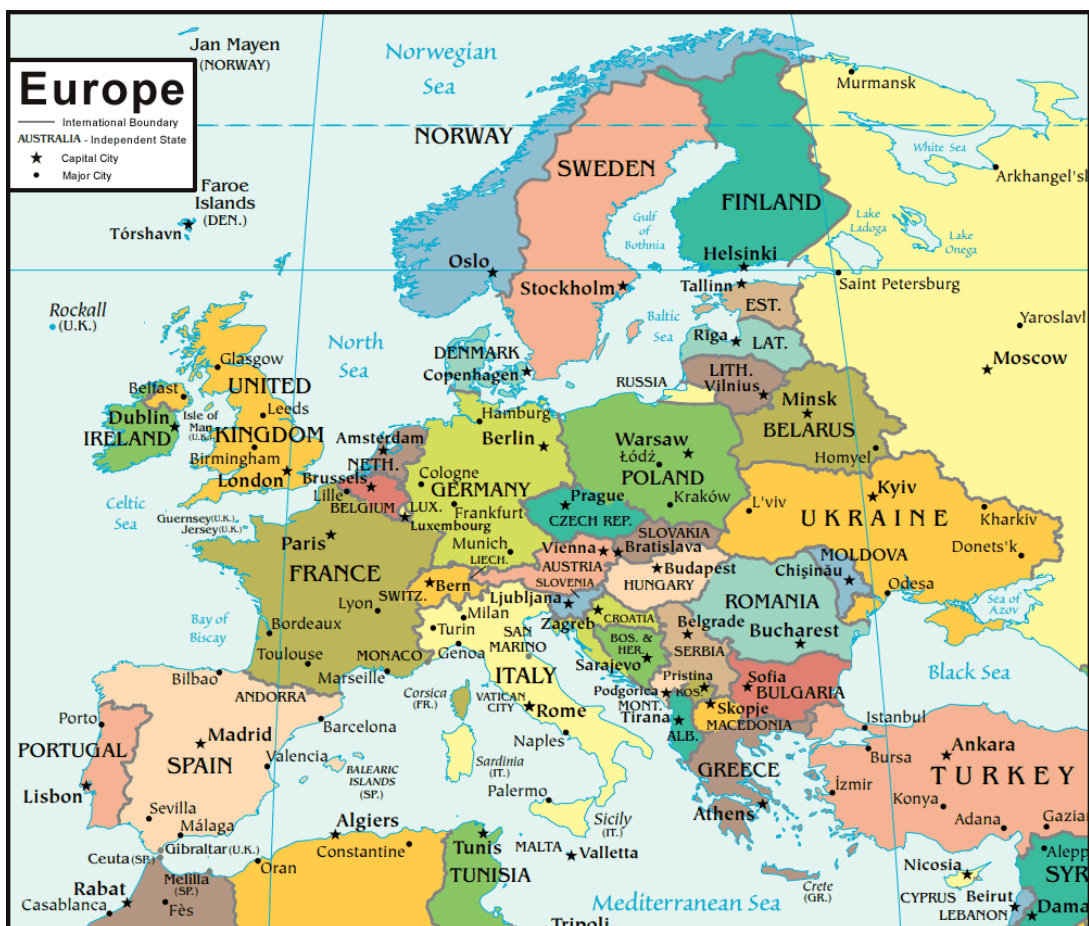 Europe
International Boundary
AUSTRALIA - Independent State
Capital City
Major City
Jan Mayen
(NORWAY)
Norwegian
Sea
Murmansk
White Sea
Arkhangel'sk
NORWAY
SWEDEN
FINLAND
Faroe
Islands
(DEN.)
Tórshavn
Gulf
of
Bothnia
Lake
Ladoga
Lake
Onega
Oslo
Helsinki
Stockholm
Tallinn
Saint Petersburg
EST.
Rockall
(U.K.)
Baltic
Sea
Yaroslavl
North
Sea
Riga
LAT.
Moscow
DENMARK
Copenhagen
LITH.
Vilnius
RUSSIA
Glasgow
UNITED
KINGDOM
Belfast
Minsk
BELARUS
Dublin
IRELAND
Isle of
Man
(U.K.)
Leeds
Birmingham
London
Hamburg
Berlin
Amsterdam
NETH.
Warsaw
Łódź
POLAND
Homyel
Celtic
Sea
Brussels
Lille
BELGIUM
Cologne
GERMANY
Frankfurt
LUX.
Luxembourg
Prague
CZECH REP.
Kraków
L'viv
Kyiv
UKRAINE
Kharkiv
Donets'k
Guernsey(U.K.)
Jersey(U.K.)
Paris
FRANCE
Munich
LIECH.
SLOVAKIA
Vienna
Bratislava
AUSTRIA
MOLDOVA
Chişinău
Bern
SWITZ.
SLOVENIA
Budapest
HUNGARY
Odesa
Sea of
Azov
Lyon
Ljubljana
Zagreb
CROATIA
ROMANIA
Bay of
Biscay
Bordeaux
Milan
Turin
Genoa
SAN
MARINO
BOS. &
HER.
Sarajevo
Belgrade
SERBIA
Bucharest
Toulouse
MONACO
Marseille
Bilbao
ANDORRA
Corsica
(FR.)
ITALY
VATICAN
CITY
Rome
Podgorica
MONT.
Pristina
KOS.
Sofia
BULGARIA
Black Sea
Porto
PORTUGAL
Lisbon
Madrid
SPAIN
Barcelona
Valencia
Tirana
ALB.
Skopje
MACEDONIA
Istanbul
Bursa
Ankara
TURKEY
Naples
Sardinia
(IT.)
BALEARIC
ISLANDS
(SP.)
GREECE
Athens
İzmir
Konya
Adana
Gazian
Sevilla
Málaga
Palermo
Sicily
(IT.)
Algiers
Constantine
Tunis
TUNISIA
MALTA
Valletta
Ceuta(SP.)
Gibraltar(U.K.)
Oran
Alepp
SYR
Nicosia
CYPRUS
Beirut
LEBANON
Dama
Rabat
Casablanca
Melilla
(SP.)
Fès
Crete
(GR.)
Mediterranean Sea
Tripoli